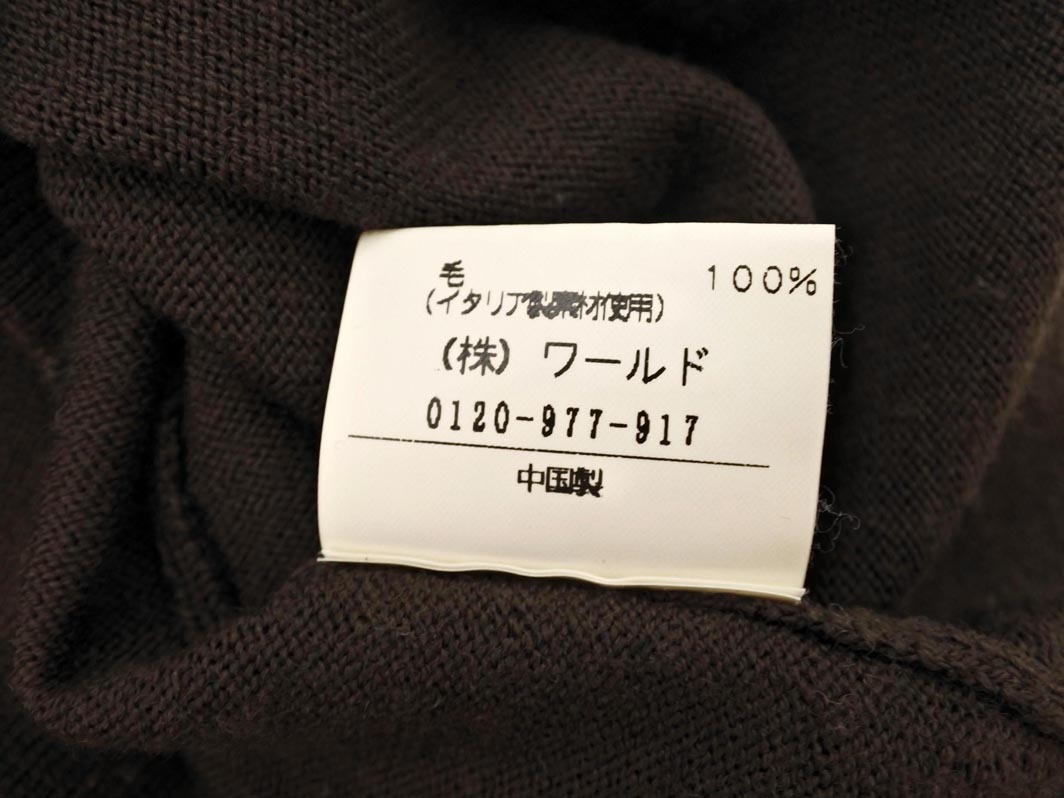 毛 100%
(イタリア製素材使用)
(株) ワールド
0120-977-917
中国製